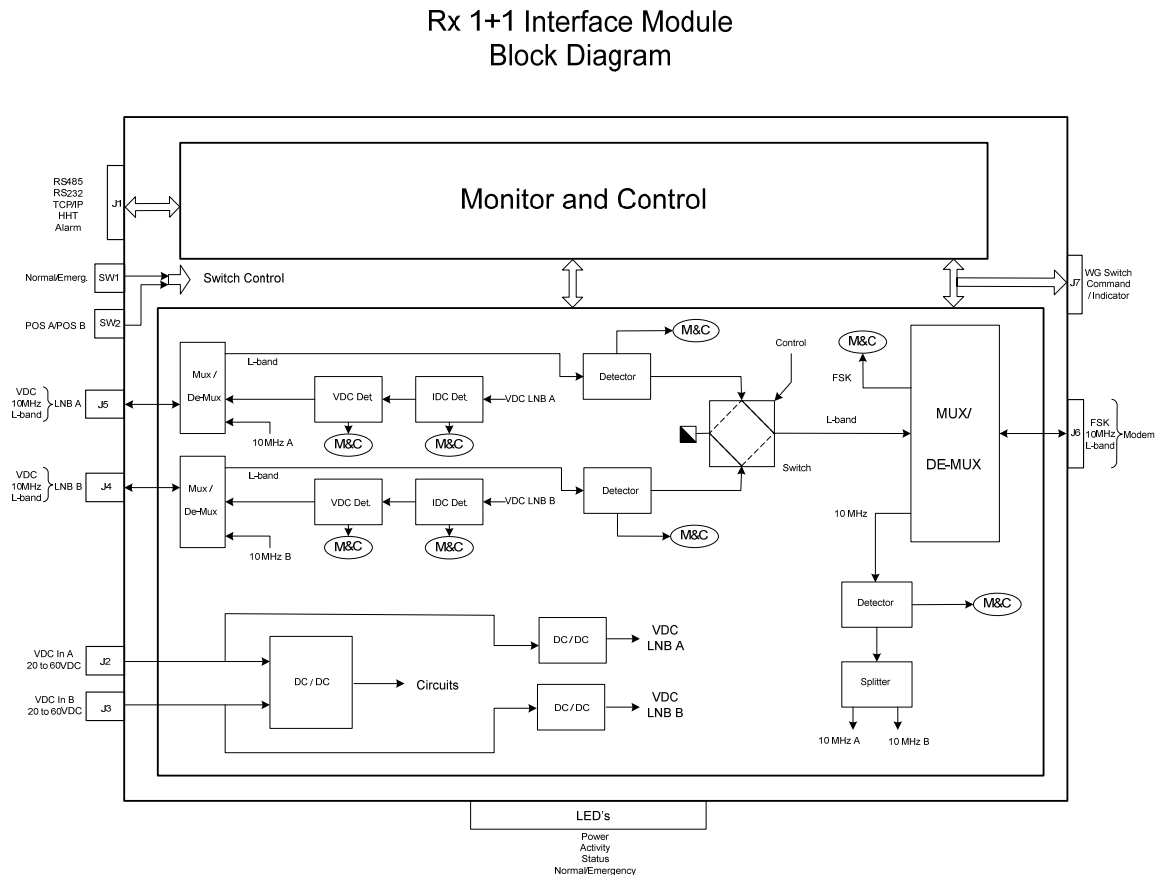 Rx 1+1 Interface Module
Block Diagram
Monitor and Control
RS485
RS232
TCP/IP
HHT
Alarm
J1
Normal/Emerg.
SW1
Switch Control
POS A/POS B
SW2
J7
WG Switch
Command
/ Indicator
VDC
10MHz
L-band
LNB A
J5
Mux /
De-Mux
L-band
VDC Det.
IDC Det.
VDC LNB A
10MHz A
M&C
M&C
Detector
M&C
Control
Switch
L-band
M&C
FSK
MUX/
DE-MUX
J6
FSK
10MHz
L-band
Modem
VDC
10MHz
L-band
LNB B
J4
Mux /
De-Mux
L-band
VDC Det.
IDC Det.
VDC LNB B
10MHz B
M&C
M&C
Detector
M&C
10 MHz
Detector
M&C
Splitter
10 MHz A
10 MHz B
VDC In A
20 to 60VDC
J2
VDC In B
20 to 60VDC
J3
DC / DC
Circuits
DC / DC
VDC
LNB A
DC / DC
VDC
LNB B
LED's
Power
Activity
Status
Normal/Emergency